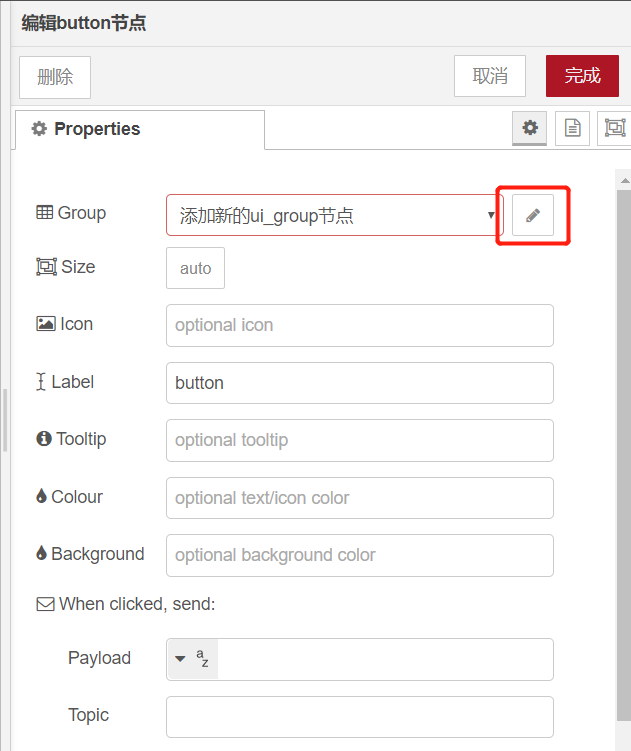 编辑button节点
删除 取消 完成
Properties
Group 添加新的ui_group节点
Size auto
Icon optional icon
Label button
Tooltip optional tooltip
Colour optional text/icon color
Background optional background color
When clicked, send:
Payload a z
Topic